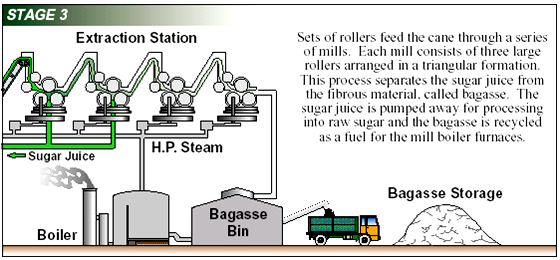 STAGE 3
Extraction Station
Sets of rollers feed the cane through a series
of mills. Each mill consists of three large
rollers arranged in a triangular formation.
This process separates the sugar juice from
the fibrous material, called bagasse. The
sugar juice is pumped away for processing
into raw sugar and the bagasse is recycled
as a fuel for the mill boiler furnaces.
H.P. Steam
Sugar Juice
Bagasse Storage
Bagasse
Bin
Boiler